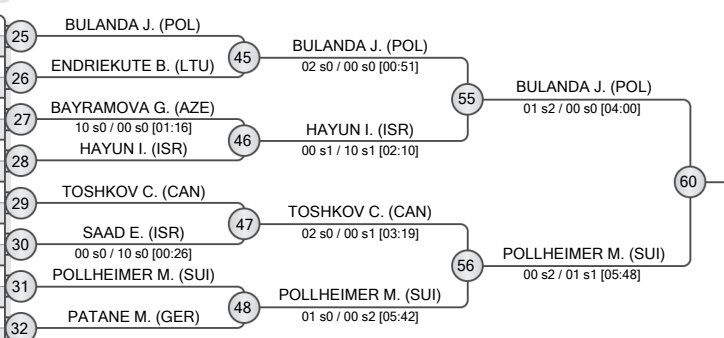 25
BULANDA J. (POL)
26
ENDRIEKUTE B. (LTU)
45
BULANDA J. (POL)
02 s0 / 00 s0 [00:51]
27
BAYRAMOVA G. (AZE)
10 s0 / 00 s0 [01:16]
28
HAYUN I. (ISR)
46
HAYUN I. (ISR)
00 s1 / 10 s1 [02:10]
55
BULANDA J. (POL)
01 s2 / 00 s0 [04:00]
29
TOSHKOV C. (CAN)
30
SAAD E. (ISR)
00 s0 / 10 s0 [00:26]
47
TOSHKOV C. (CAN)
02 s0 / 00 s1 [03:19]
31
POLLHEIMER M. (SUI)
32
PATANE M. (GER)
48
POLLHEIMER M. (SUI)
01 s0 / 00 s2 [05:42]
56
POLLHEIMER M. (SUI)
00 s2 / 01 s1 [05:48]
60